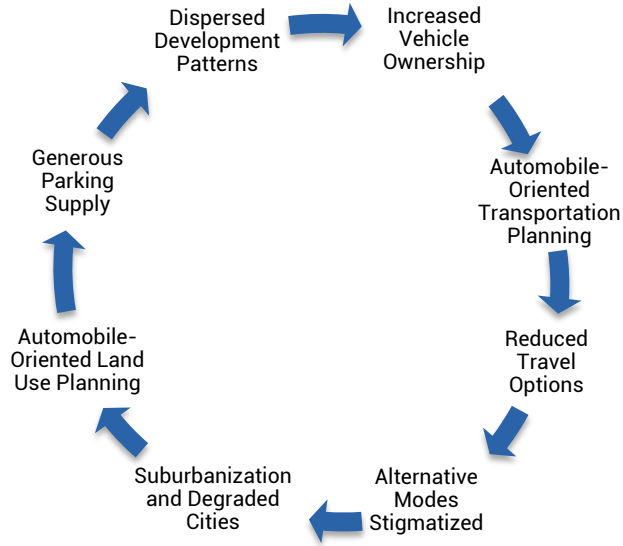 Dispersed
Development
Patterns
Increased
Vehicle
Ownership
Automobile-
Oriented
Transportation
Planning
Reduced
Travel
Options
Alternative
Modes
Stigmatized
Suburbanization
and Degraded
Cities
Automobile-
Oriented Land
Use Planning
Generous
Parking
Supply